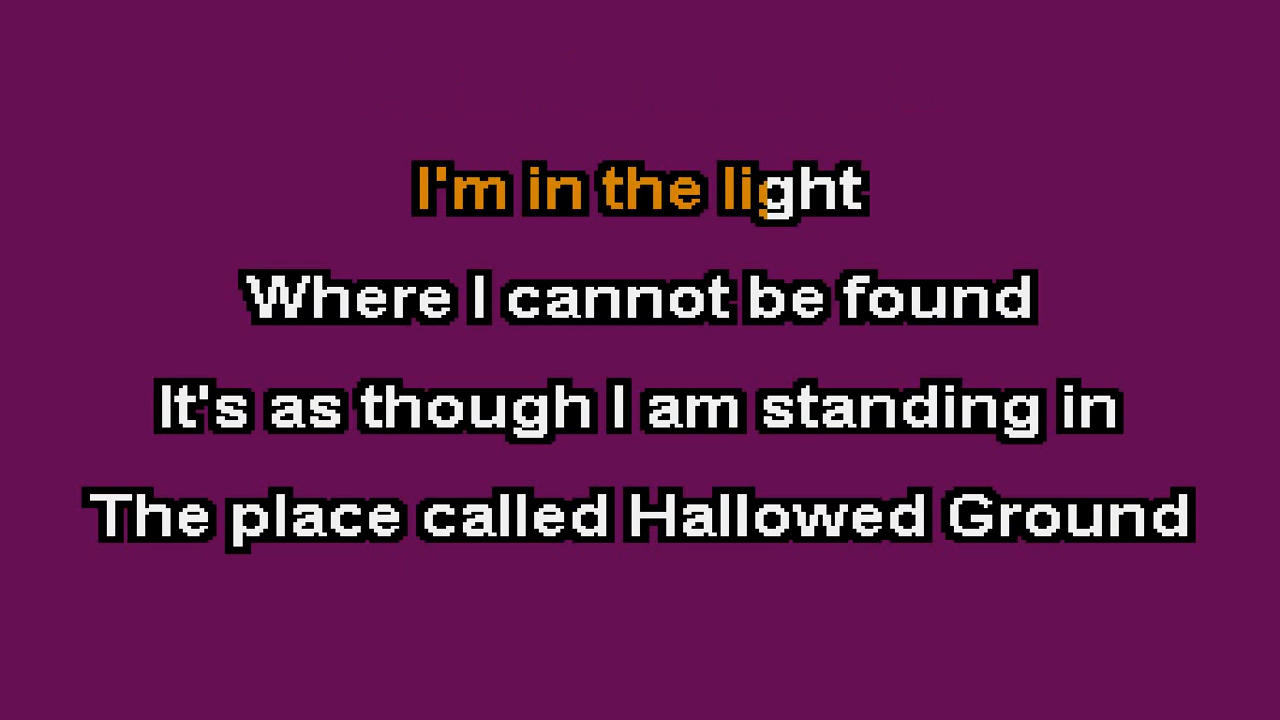 I'm in the light
Where I cannot be found
It's as though I am standing in
The place called Hallowed Ground